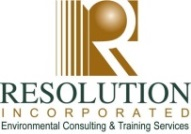 R
RESOLUTION
INCORPORATED
Environmental Consulting & Training Services